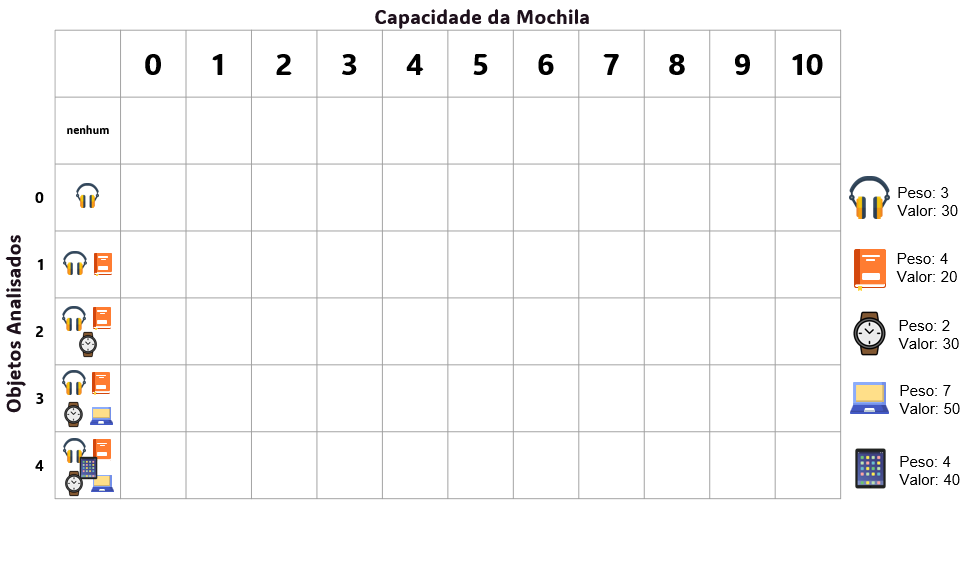 Capacidade da Mochila
0 1 2 3 4 5 6 7 8 9 10
nenhum
Objetos Analisados
0
Peso: 3
Valor: 30
1
Peso: 4
Valor: 20
2
Peso: 2
Valor: 30
3
Peso: 7
Valor: 50
4
Peso: 4
Valor: 40